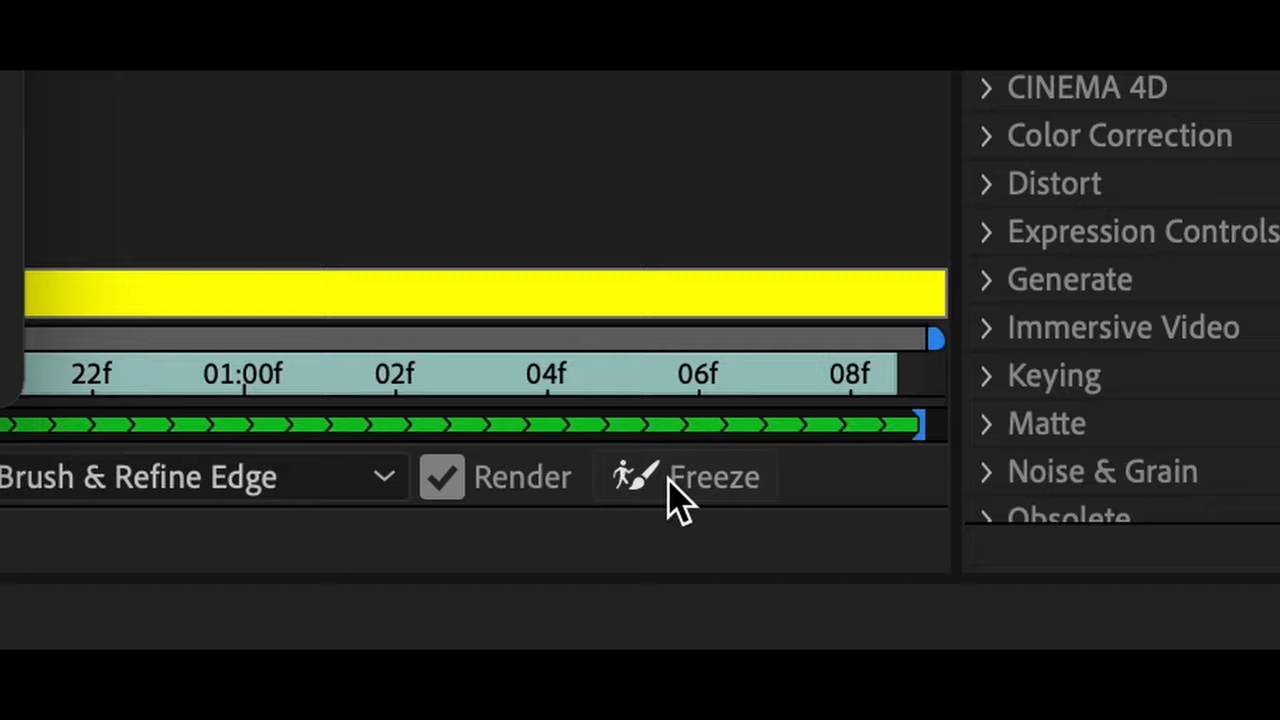 CINEMA 4D
Color Correction
Distort
Expression Controls
Generate
Immersive Video
Keying
Matte
Noise & Grain
Obsolete
22f 01:00f 02f 04f 06f 08f
Brush & Refine Edge Render Freeze